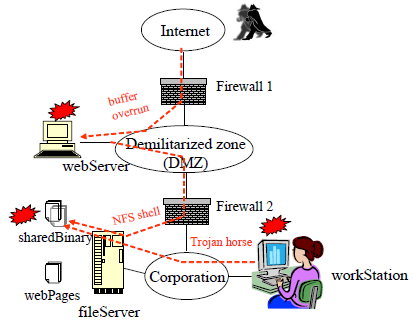 Internet
Firewall 1
buffer
overrun
Demilitarized zone
(DMZ)
webServer
Firewall 2
NFS shell
sharedBinary
Trojan horse
Corporation
workStation
webPages
fileServer